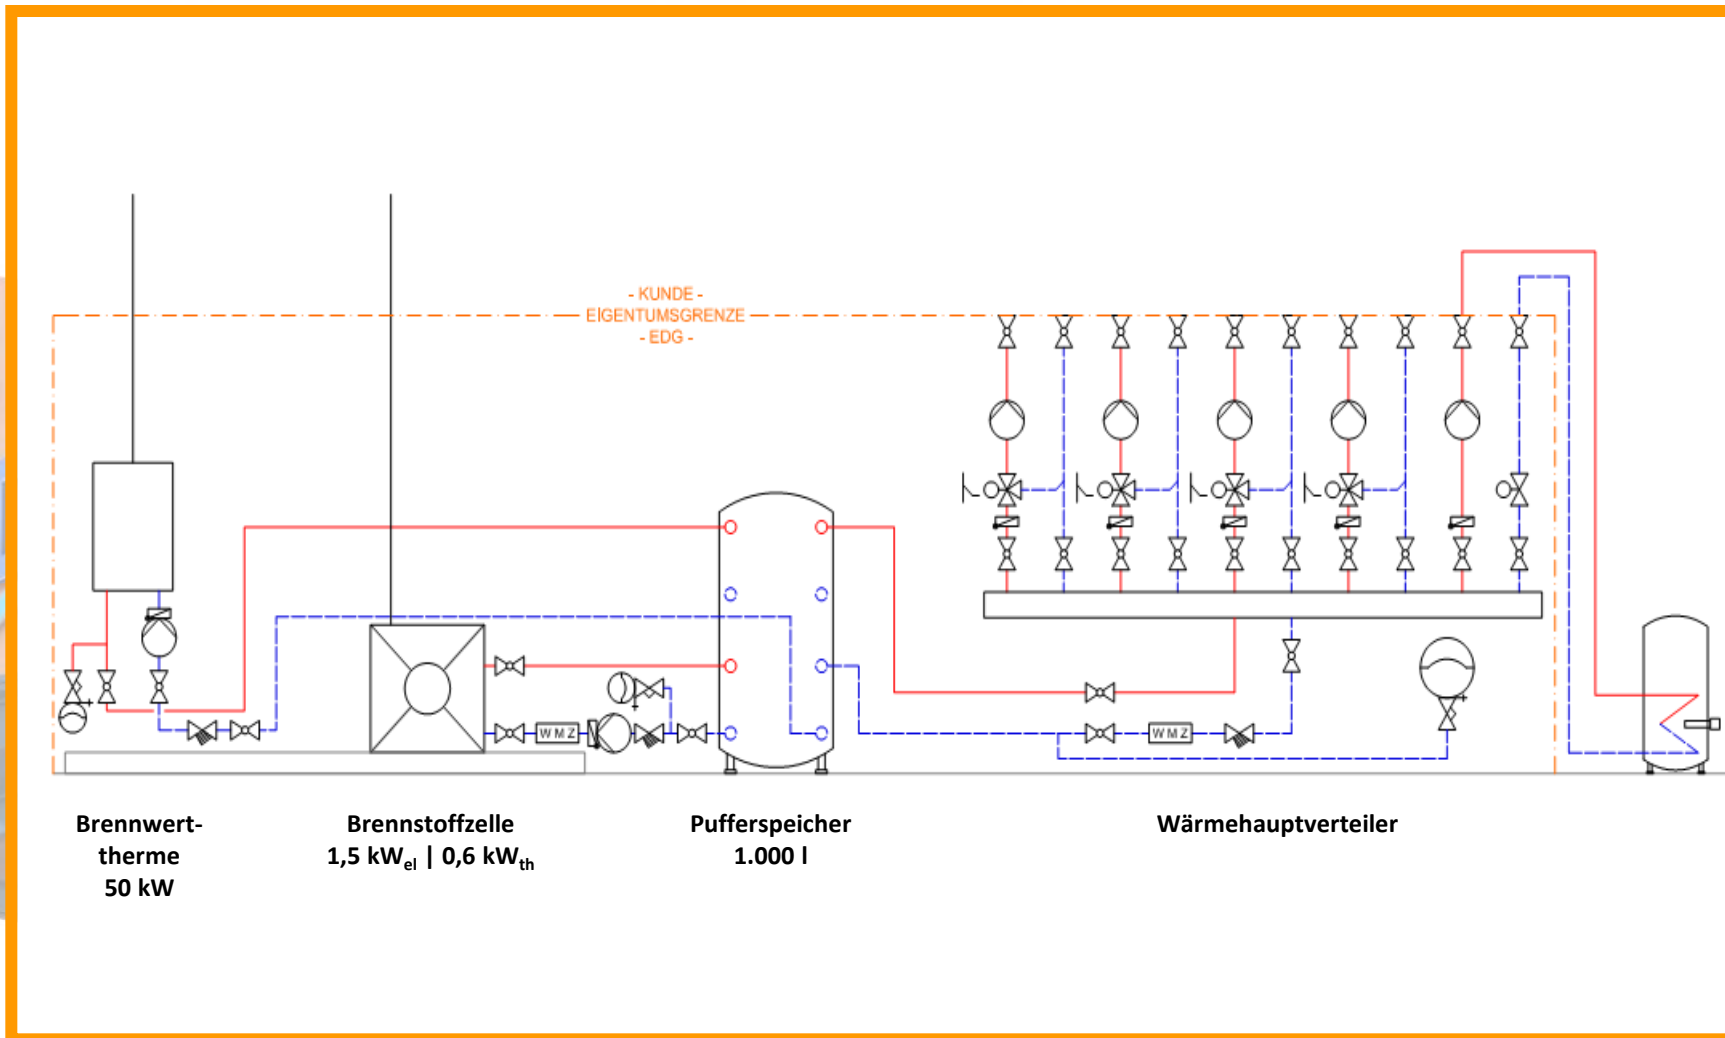 - KUNDE -
EIGENTUMSGRENZE
- EDG -
WMZ
WMZ
Brennwert-
therme
50 kW
Brennstoffzelle
1,5 kWel | 0,6 kWth
Pufferspeicher
1.000 l
Wärmehauptverteiler